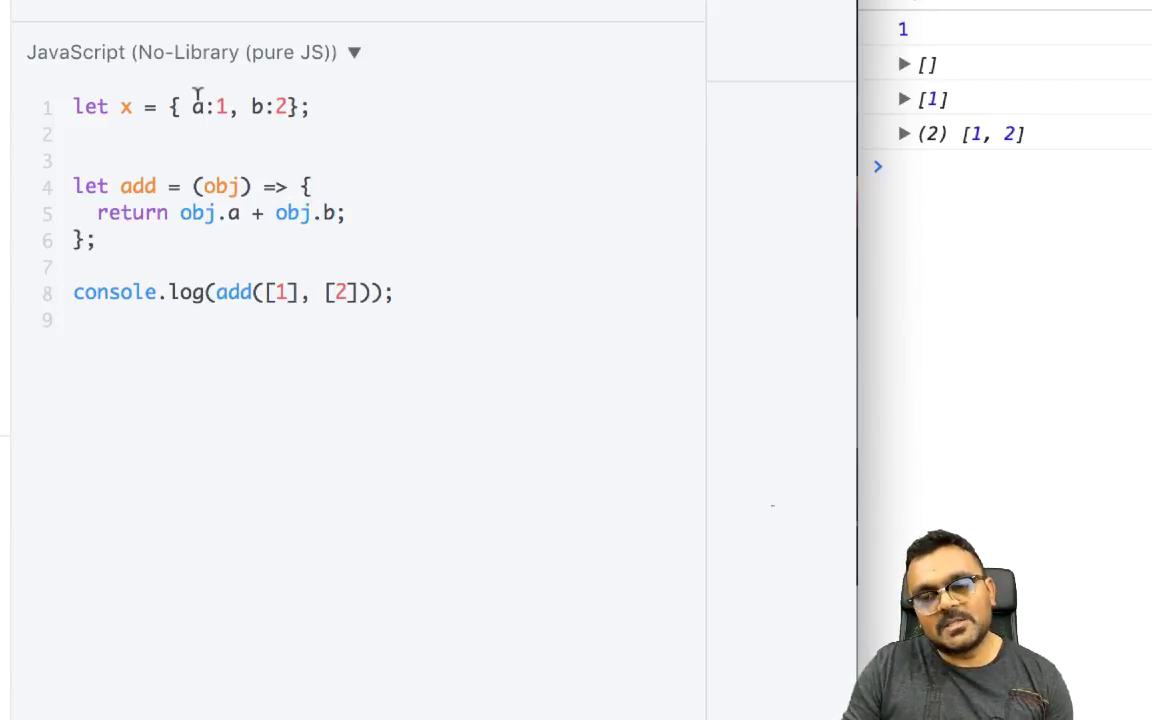 JavaScript (No-Library (pure JS)) ▼
1 let x = { a:1, b:2};
2
3
4 let add = (obj) => {
5 return obj.a + obj.b;
6 };
7
8 console.log(add([1], [2]));
9
1
▶ []
▶ [1]
▶ (2) [1, 2]
>